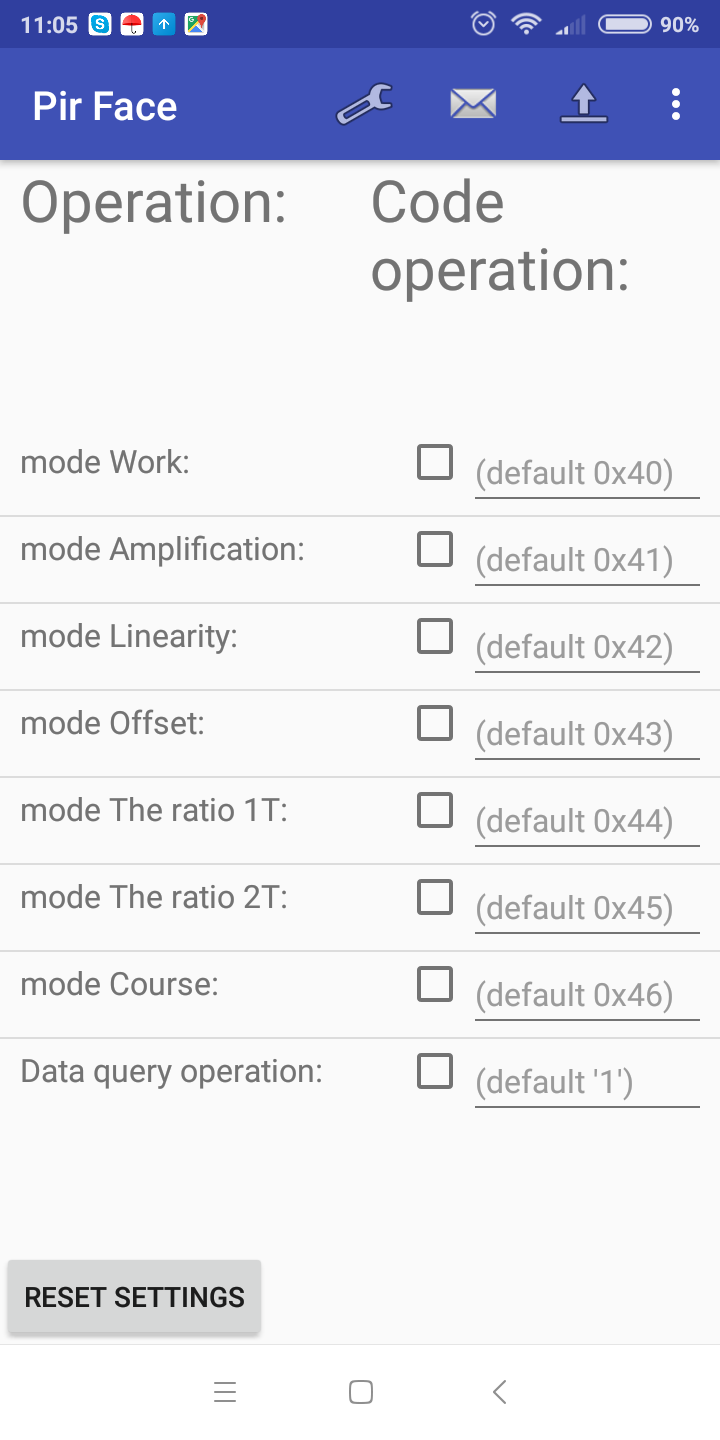 11:05 90%
Pir Face
Operation: Code
operation:
mode Work: (default 0x40)
mode Amplification: (default 0x41)
mode Linearity: (default 0x42)
mode Offset: (default 0x43)
mode The ratio 1T: (default 0x44)
mode The ratio 2T: (default 0x45)
mode Course: (default 0x46)
Data query operation: (default '1')
RESET SETTINGS